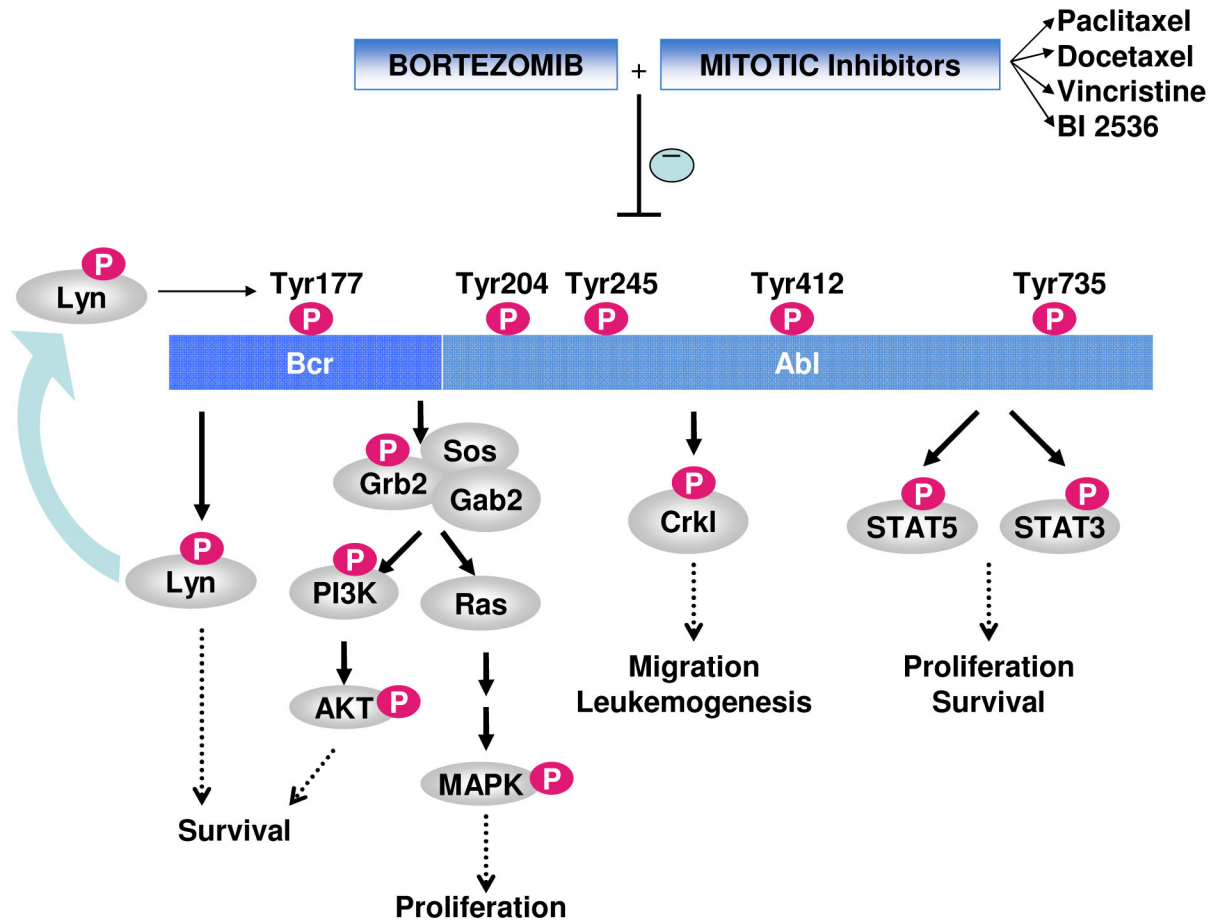 Paclitaxel
BORTEZOMIB + MITOTIC Inhibitors
Docetaxel
Vincristine
BI 2536
–
P
Lyn
Tyr177 Tyr204 Tyr245 Tyr412 Tyr735
P P P P P
Bcr Abl
P Sos
Grb2
Gab2
P
Crkl
P P
STAT5 STAT3
P
Lyn
P
PI3K
Ras
Migration
Leukemogenesis
Proliferation
Survival
AKT P
MAPK P
Survival
Proliferation